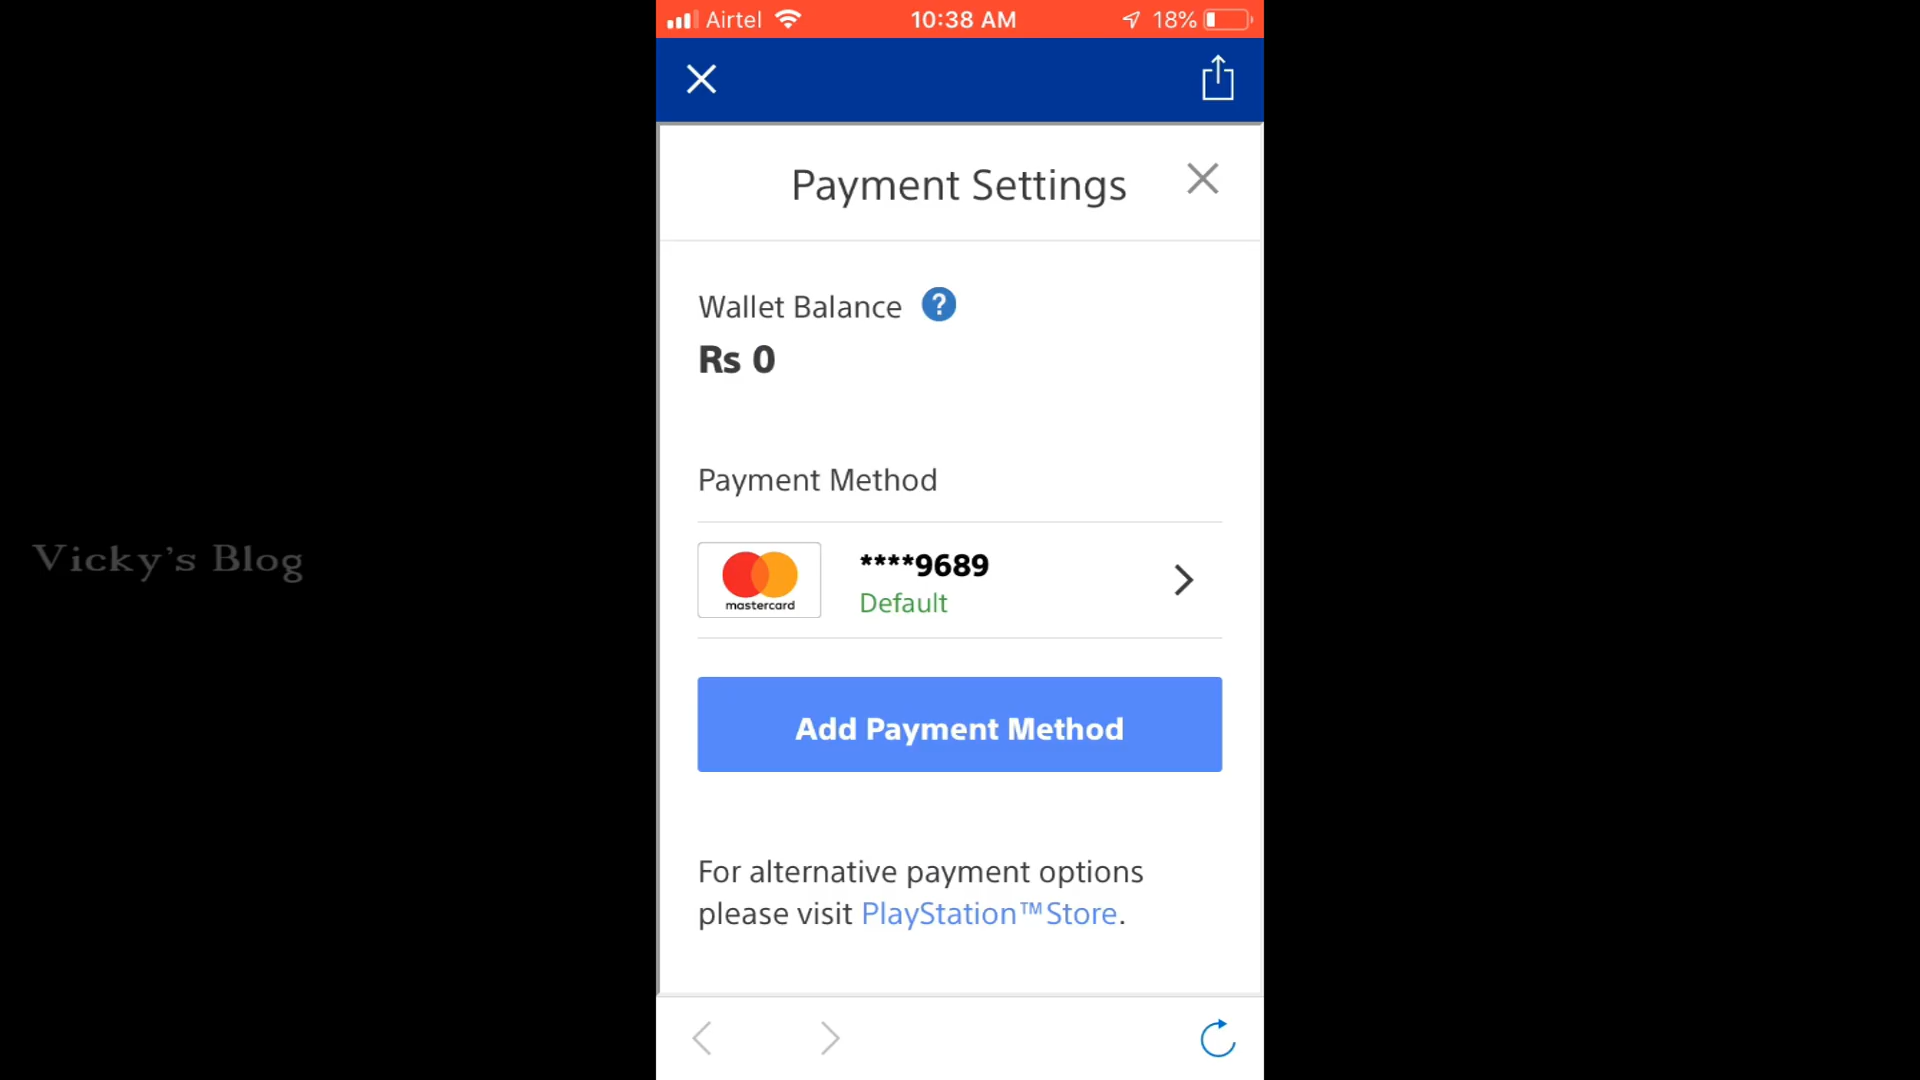 Airtel 10:38 AM 18%
Payment Settings
Wallet Balance ?
Rs 0
Payment Method
****9689
mastercard
Default
Add Payment Method
For alternative payment options
please visit PlayStation™Store.
Vicky's Blog